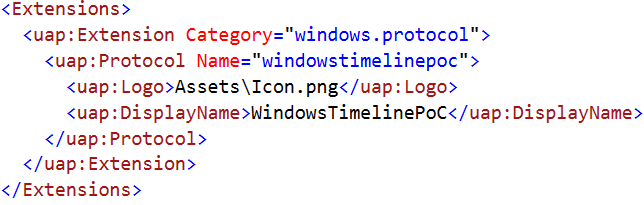 <Extensions>
<uap:Extension Category="windows.protocol">
<uap:Protocol Name="windowstimelinepoc">
<uap:Logo>Assets\Icon.png</uap:Logo>
<uap:DisplayName>WindowsTimelinePoC</uap:DisplayName>
</uap:Protocol>
</uap:Extension>
</Extensions>